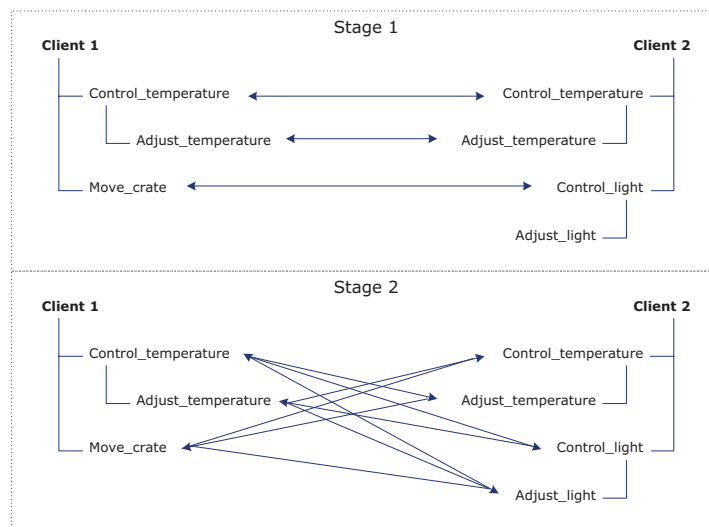 Stage 1
Client 1 Client 2
Control_temperature Control_temperature
Adjust_temperature Adjust_temperature
Move_crate Control_light
Adjust_light
Stage 2
Client 1 Client 2
Control_temperature Control_temperature
Adjust_temperature Adjust_temperature
Move_crate Control_light
Adjust_light